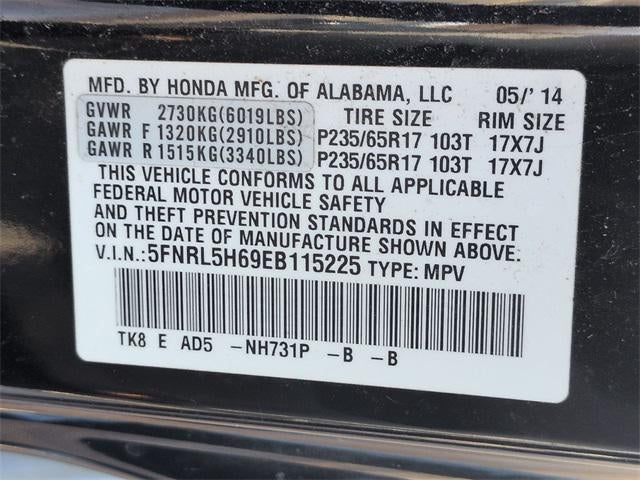 MFD. BY HONDA MFG. OF ALABAMA, LLC 05/' 14
GVWR 2730KG(6019LBS) TIRE SIZE RIM SIZE
GAWR F 1320KG(2910LBS) P235/65R17 103T 17X7J
GAWR R 1515KG(3340LBS) P235/65R17 103T 17X7J
THIS VEHICLE CONFORMS TO ALL APPLICABLE
FEDERAL MOTOR VEHICLE SAFETY
AND THEFT PREVENTION STANDARDS IN EFFECT
ON THE DATE OF MANUFACTURE SHOWN ABOVE.
V.I.N.:5FNRL5H69EB115225 TYPE: MPV
TK8 E AD5 -NH731P -B -B